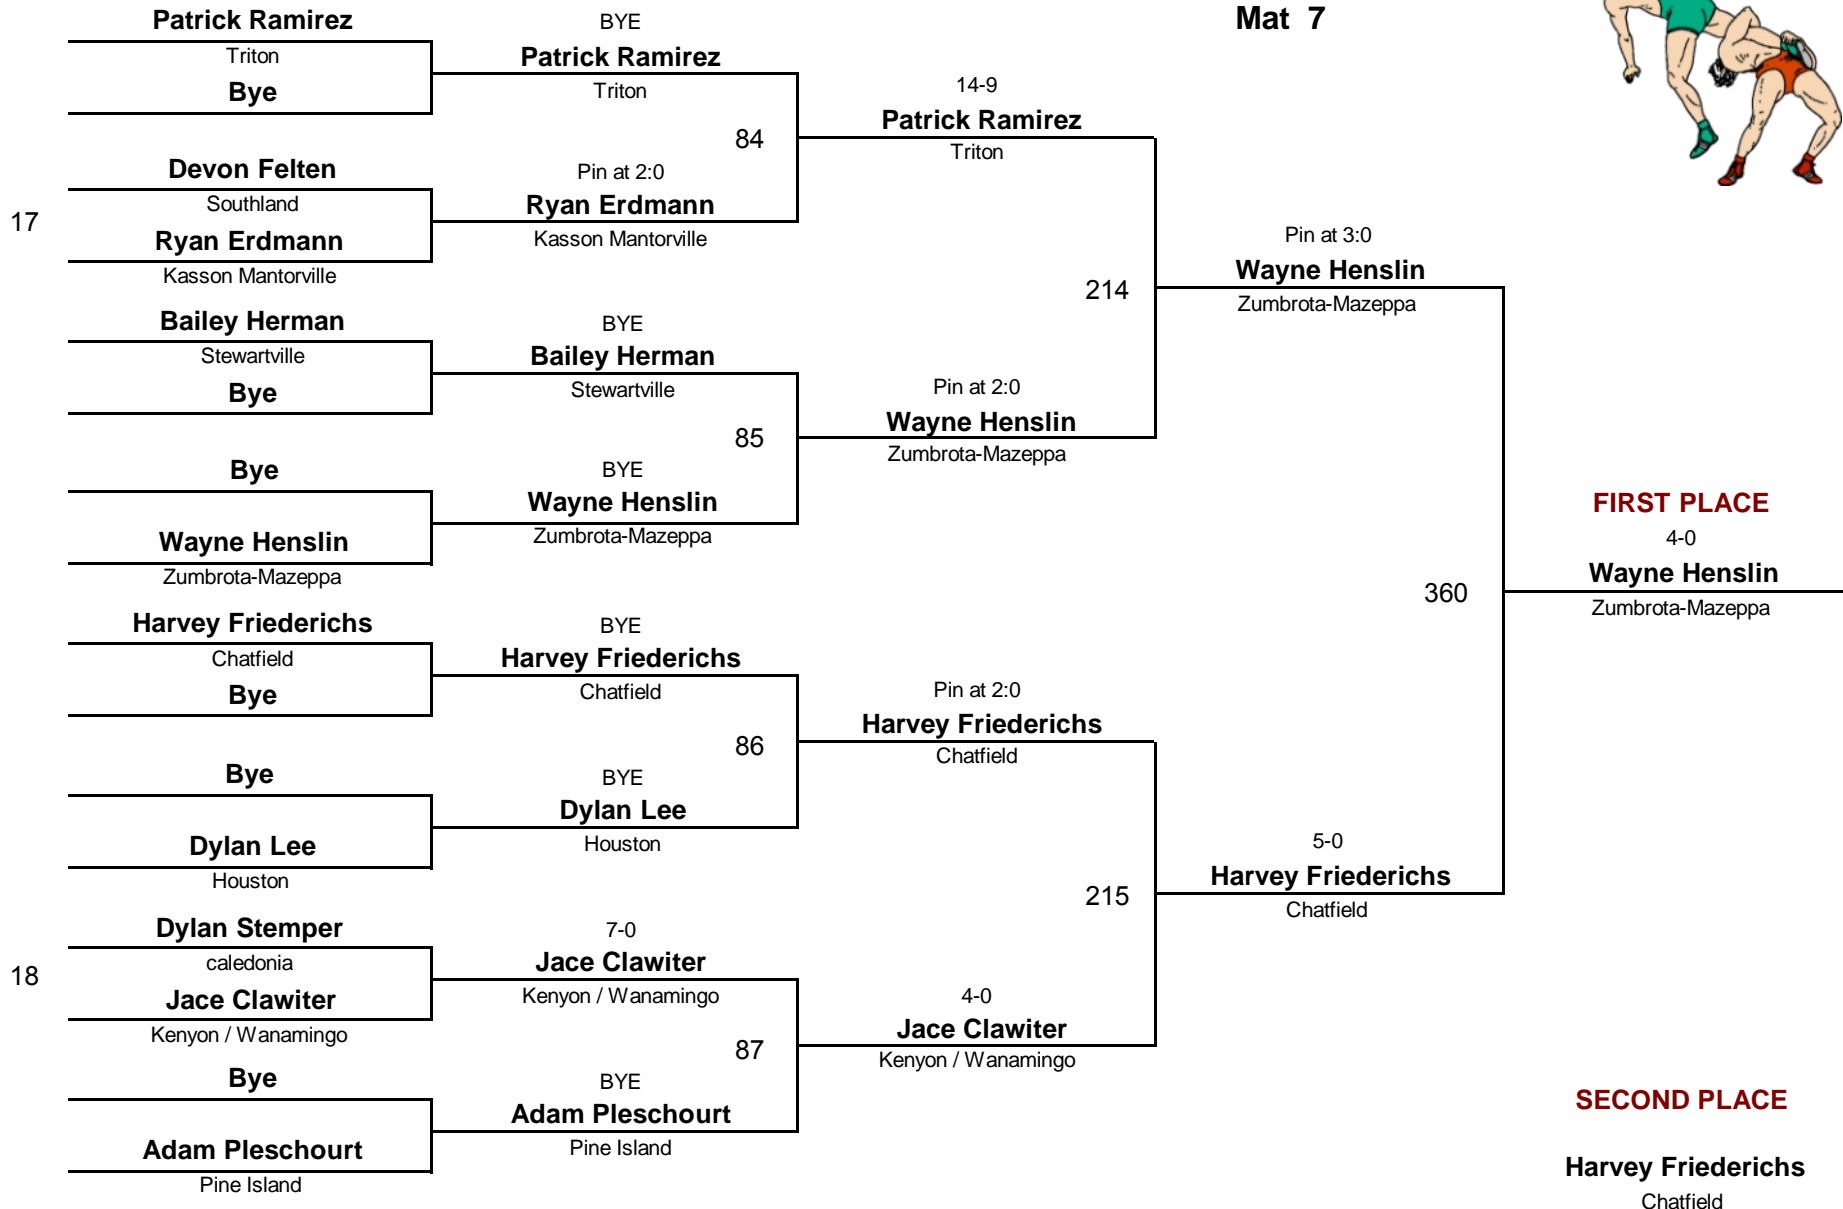 Mat 7
Patrick Ramirez
Triton
Bye
17
Devon Felten
Southland
Ryan Erdmann
Kasson Mantorville
Bailey Herman
Stewartville
Bye
Bye
Wayne Henslin
Zumbrota-Mazeppa
Harvey Friederichs
Chatfield
Bye
Bye
Dylan Lee
Houston
18
Dylan Stemper
caledonia
Jace Clawiter
Kenyon / Wanamingo
Bye
Adam Pleschourt
Pine Island
BYE
Patrick Ramirez
Triton
84
Pin at 2:0
Ryan Erdmann
Kasson Mantorville
BYE
Bailey Herman
Stewartville
85
BYE
Wayne Henslin
Zumbrota-Mazeppa
BYE
Harvey Friederichs
Chatfield
86
BYE
Dylan Lee
Houston
7-0
Jace Clawiter
Kenyon / Wanamingo
87
BYE
Adam Pleschourt
Pine Island
14-9
Patrick Ramirez
Triton
214
Pin at 2:0
Wayne Henslin
Zumbrota-Mazeppa
Pin at 2:0
Harvey Friederichs
Chatfield
215
4-0
Jace Clawiter
Kenyon / Wanamingo
Pin at 3:0
Wayne Henslin
Zumbrota-Mazeppa
360
5-0
Harvey Friederichs
Chatfield
FIRST PLACE
4-0
Wayne Henslin
Zumbrota-Mazeppa
SECOND PLACE
Harvey Friederichs
Chatfield